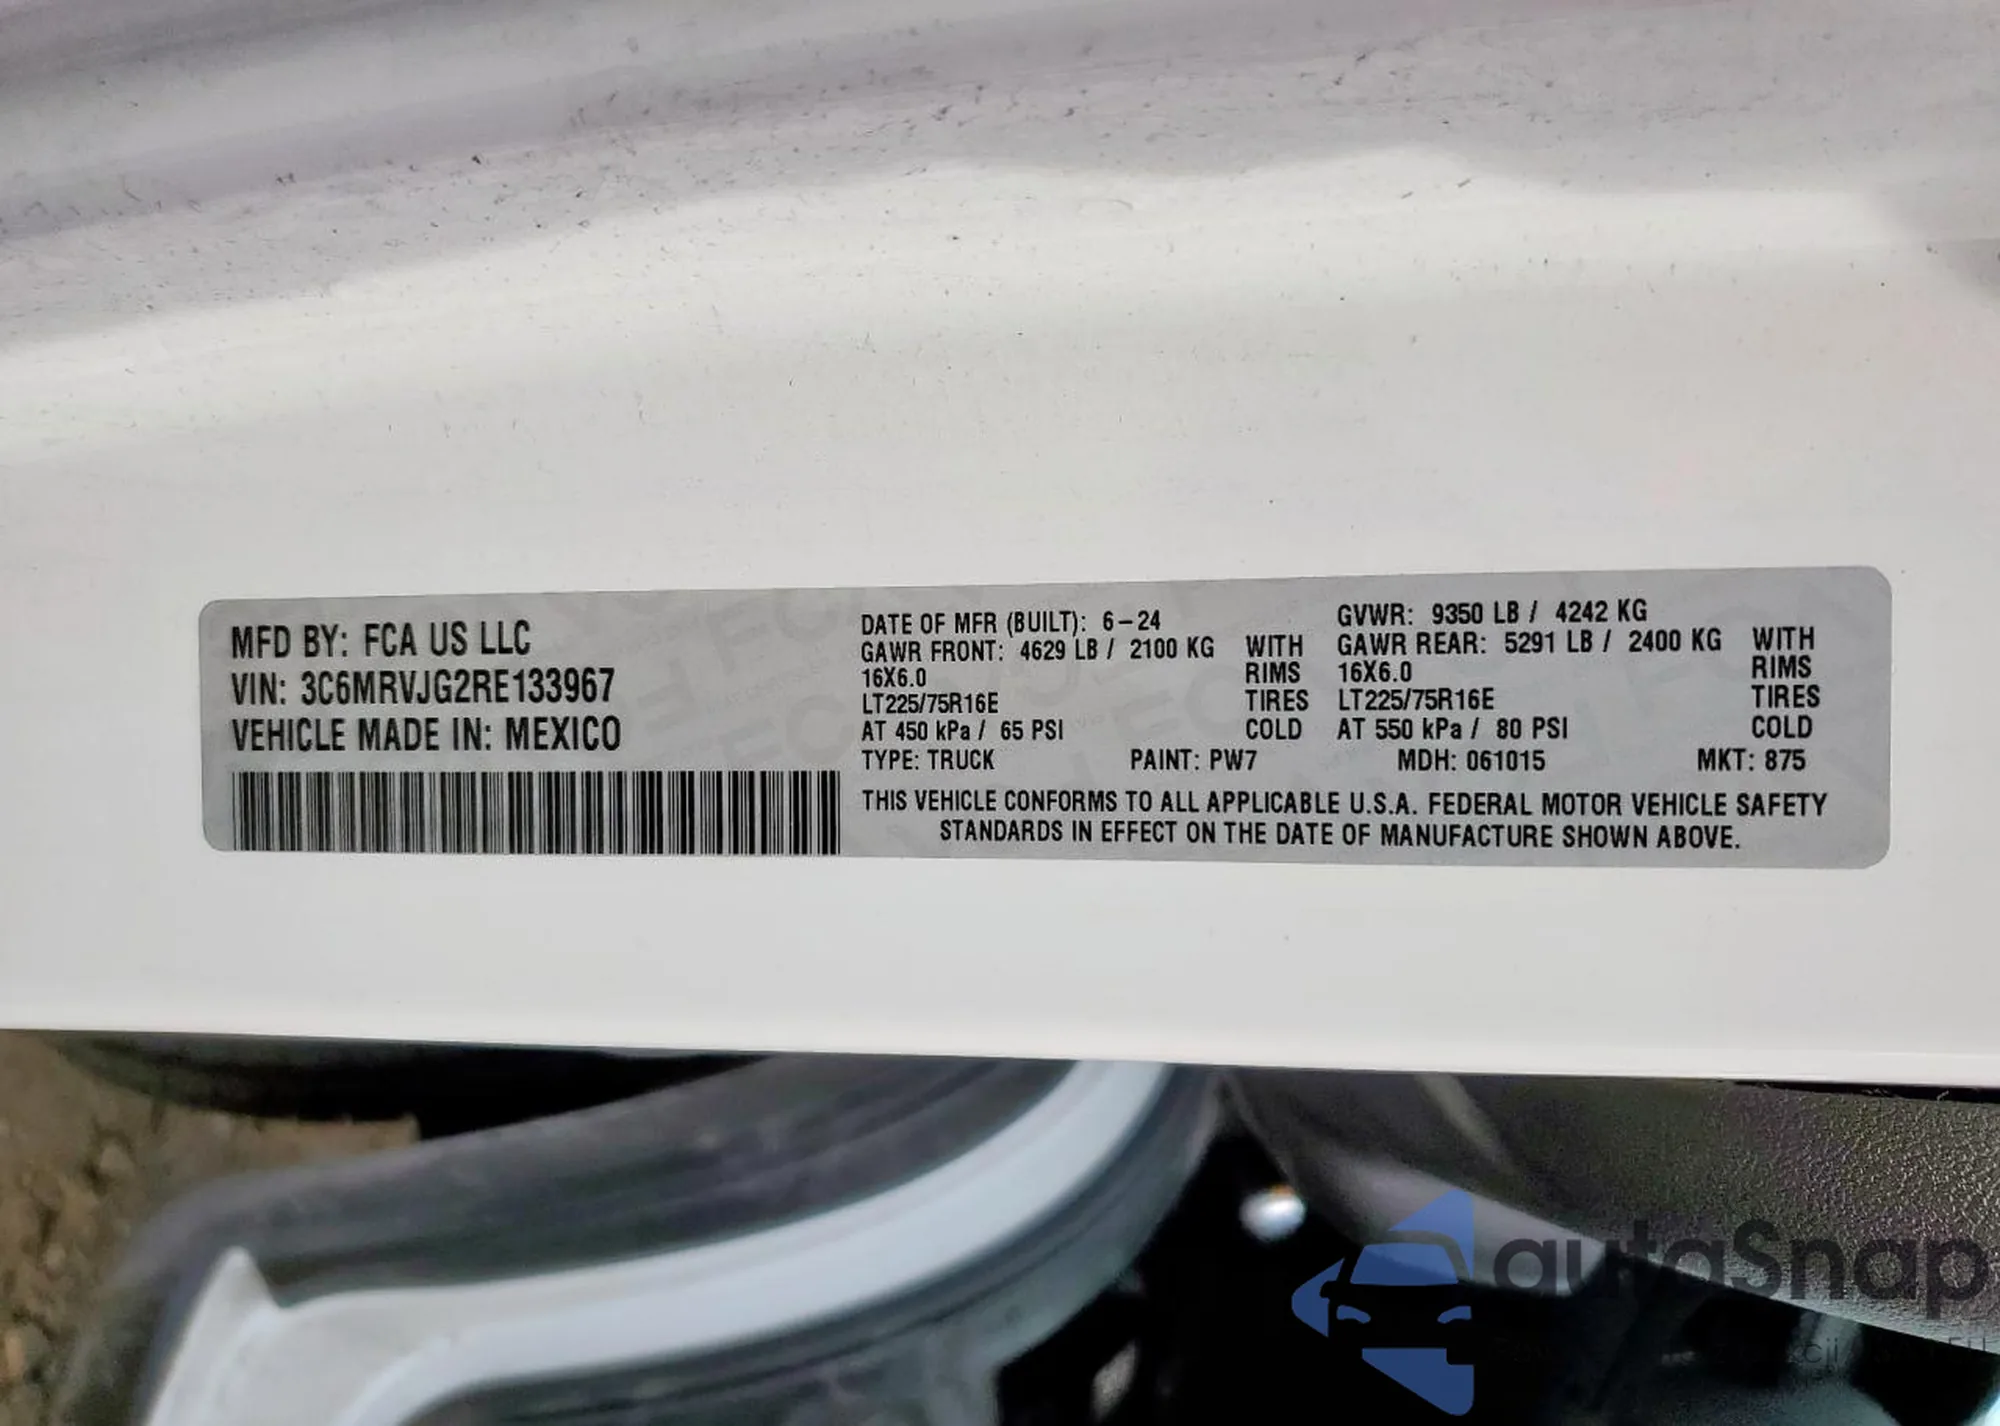 MFD BY: FCA US LLC
VIN: 3C6MRVJG2RE133967
VEHICLE MADE IN: MEXICO
DATE OF MFR (BUILT): 6-24
GAWR FRONT: 4629 LB / 2100 KG WITH
16X6.0 RIMS
LT225/75R16E TIRES
AT 450 kPa / 65 PSI COLD
GVWR: 9350 LB / 4242 KG
GAWR REAR: 5291 LB / 2400 KG WITH
16X6.0 RIMS
LT225/75R16E TIRES
AT 550 kPa / 80 PSI COLD
TYPE: TRUCK PAINT: PW7 MDH: 061015 MKT: 875
THIS VEHICLE CONFORMS TO ALL APPLICABLE U.S.A. FEDERAL MOTOR VEHICLE SAFETY
STANDARDS IN EFFECT ON THE DATE OF MANUFACTURE SHOWN ABOVE.
autaSnap